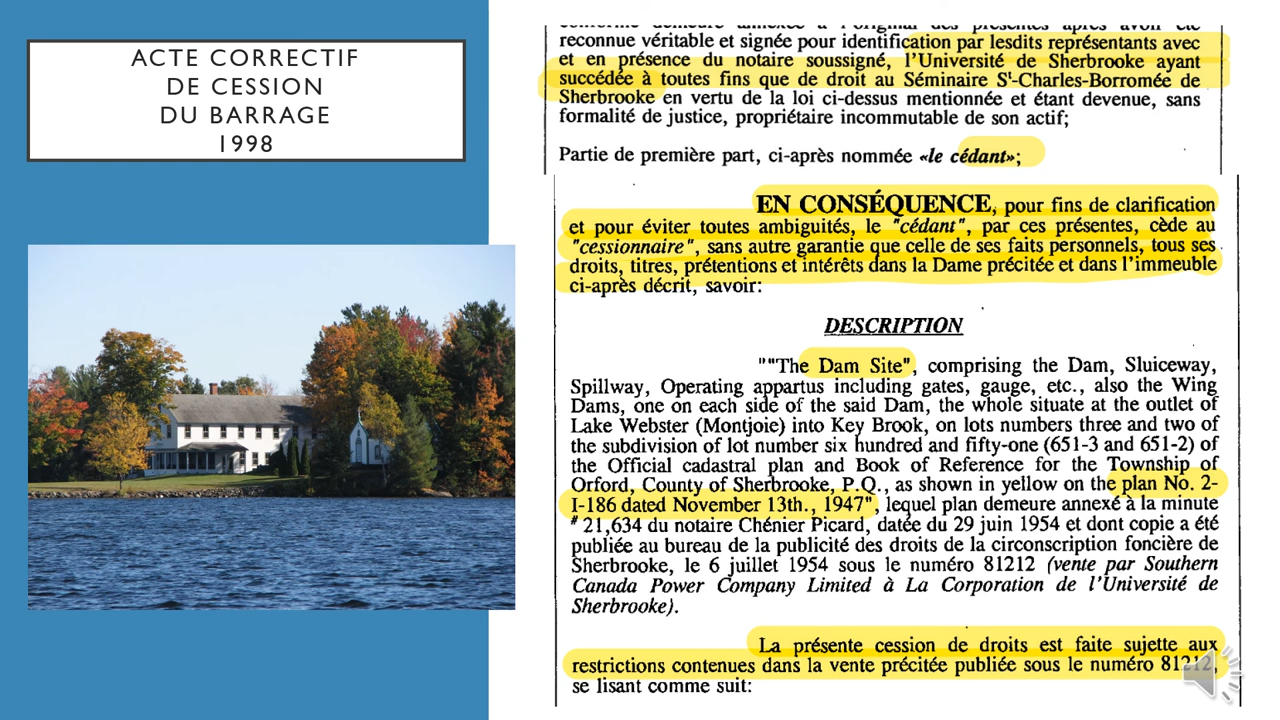 ACTE CORRECTIF
DE CESSION
DU BARRAGE
1998
conforme demeure annexée à l'original des présentes après avoir été
reconnue véritable et signée pour identification par lesdits représentants avec
et en présence du notaire soussigné, l'Université de Sherbrooke ayant
succédée à toutes fins que de droit au Séminaire St-Charles-Borromée de
Sherbrooke en vertu de la loi ci-dessus mentionnée et étant devenue, sans
formalité de justice, propriétaire incommutable de son actif;
Partie de première part, ci-après nommée «le cédant»;
EN CONSÉQUENCE, pour fins de clarification
et pour éviter toutes ambiguités, le "cédant", par ces présentes, cède au
"cessionnaire", sans autre garantie que celle de ses faits personnels, tous ses
droits, titres, prétentions et intérêts dans la Dame précitée et dans l'immeuble
ci-après décrit, savoir:
DESCRIPTION
""The Dam Site", comprising the Dam, Sluiceway,
Spillway, Operating appartus including gates, gauge, etc., also the Wing
Dams, one on each side of the said Dam, the whole situate at the outlet of
Lake Webster (Montjoie) into Key Brook, on lots numbers three and two of
the subdivision of lot number six hundred and fifty-one (651-3 and 651-2) of
the Official cadastral plan and Book of Reference for the Township of
Orford, County of Sherbrooke, P.Q., as shown in yellow on the plan No. 2-
I-186 dated November 13th., 1947", lequel plan demeure annexé à la minute
# 21,634 du notaire Chénier Picard, datée du 29 juin 1954 et dont copie a été
publiée au bureau de la publicité des droits de la circonscription foncière de
Sherbrooke, le 6 juillet 1954 sous le numéro 81212 (vente par Southern
Canada Power Company Limited à La Corporation de l'Université de
Sherbrooke).
La présente cession de droits est faite sujette aux
restrictions contenues dans la vente précitée publiée sous le numéro 81212,
se lisant comme suit: